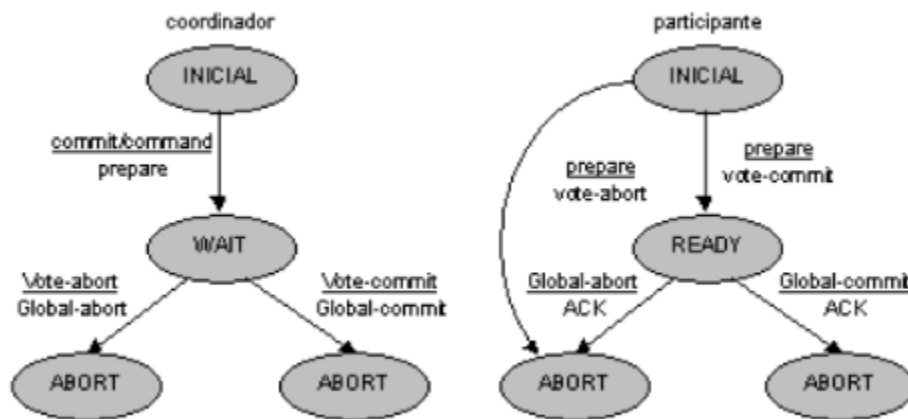 coordinador
INICIAL
commit/command
prepare
WAIT
Vote-abort
Global-abort
Vote-commit
Global-commit
ABORT
ABORT
participante
INICIAL
prepare
vote-abort
prepare
vote-commit
READY
Global-abort
ACK
Global-commit
ACK
ABORT
ABORT